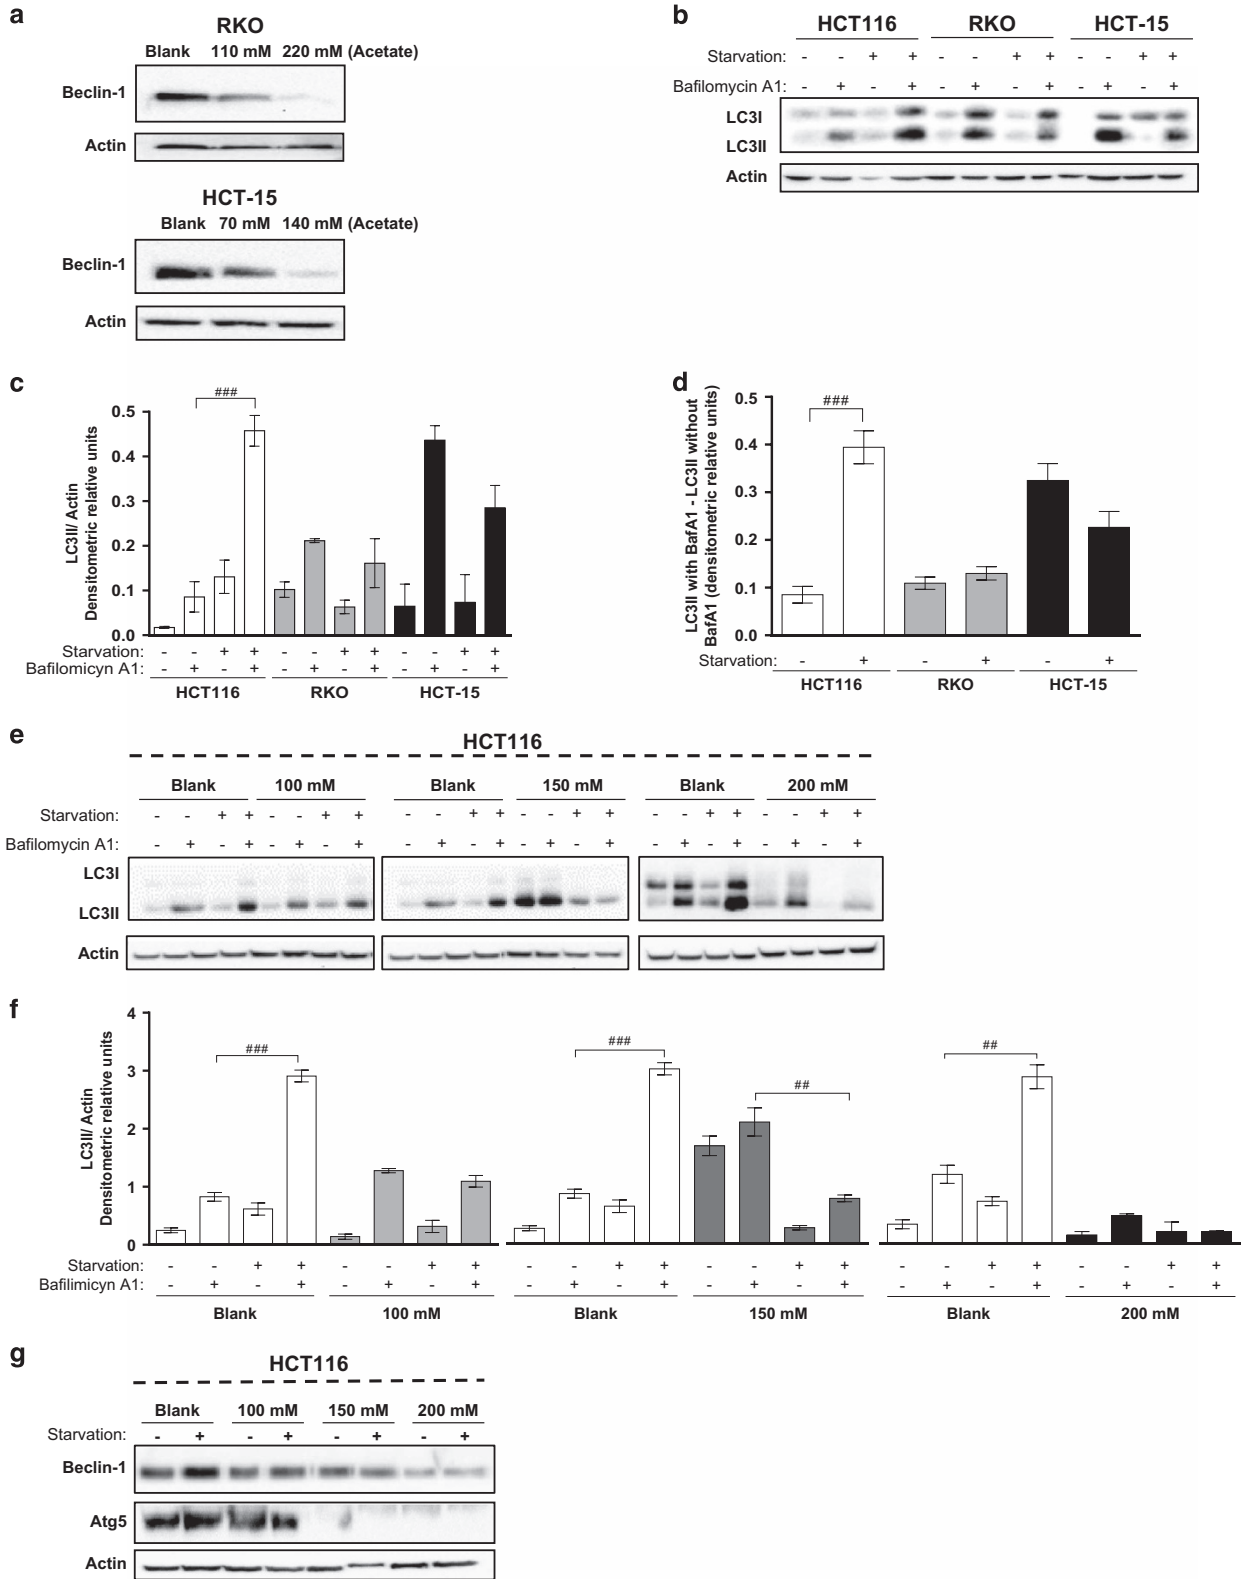 a
RKO
Blank 110 mM 220 mM (Acetate)
Beclin-1
Actin
HCT-15
Blank 70 mM 140 mM (Acetate)
Beclin-1
Actin
b
HCT116 RKO HCT-15
Starvation: - - + + - - + + - - + +
Bafilomycin A1: - + - + - + - + - + - +
LC3I
LC3II
Actin
c
LC3II/ Actin
Densitometric relative units
0.5
0.4
0.3
0.2
0.1
0.0
###
Starvation: - - + + - - + + - - + +
Bafilomicyn A1: - + - + - + - + - + - +
HCT116 RKO HCT-15
d
LC3II with BafA1 - LC3II without
BafA1 (densitometric relative units)
0.5
0.4
0.3
0.2
0.1
0.0
###
Starvation: - + - + - +
HCT116 RKO HCT-15
e
HCT116
Blank 100 mM Blank 150 mM Blank 200 mM
Starvation: - - + + - - + + - - + + - - + + - - + + - - + +
Bafilomycin A1: - + - + - + - + - + - + - + - + - + - + - + - +
LC3I
LC3II
Actin
f
LC3II/ Actin
Densitometric relative units
4
3
2
1
0
### ### ## ##
Starvation: - - + + - - + + - - + + - - + + - - + + - - + +
Bafilimicyn A1: - + - + - + - + - + - + - + - + - + - + - + - +
Blank 100 mM Blank 150 mM Blank 200 mM
g
HCT116
Blank 100 mM 150 mM 200 mM
Starvation: - + - + - + - +
Beclin-1
Atg5
Actin